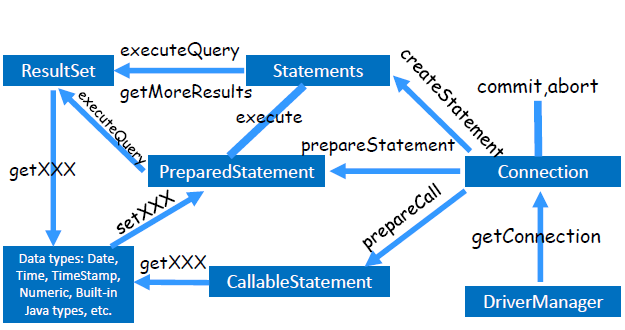 executeQuery
ResultSet
Statements
createStatement
commit,abort
getMoreResults
executeQuery
execute
prepareStatement
getXXX
PreparedStatement
Connection
setXXX
prepareCall
getConnection
Data types: Date,
Time, TimeStamp,
Numeric, Built-in
Java types, etc.
getXXX
CallableStatement
DriverManager